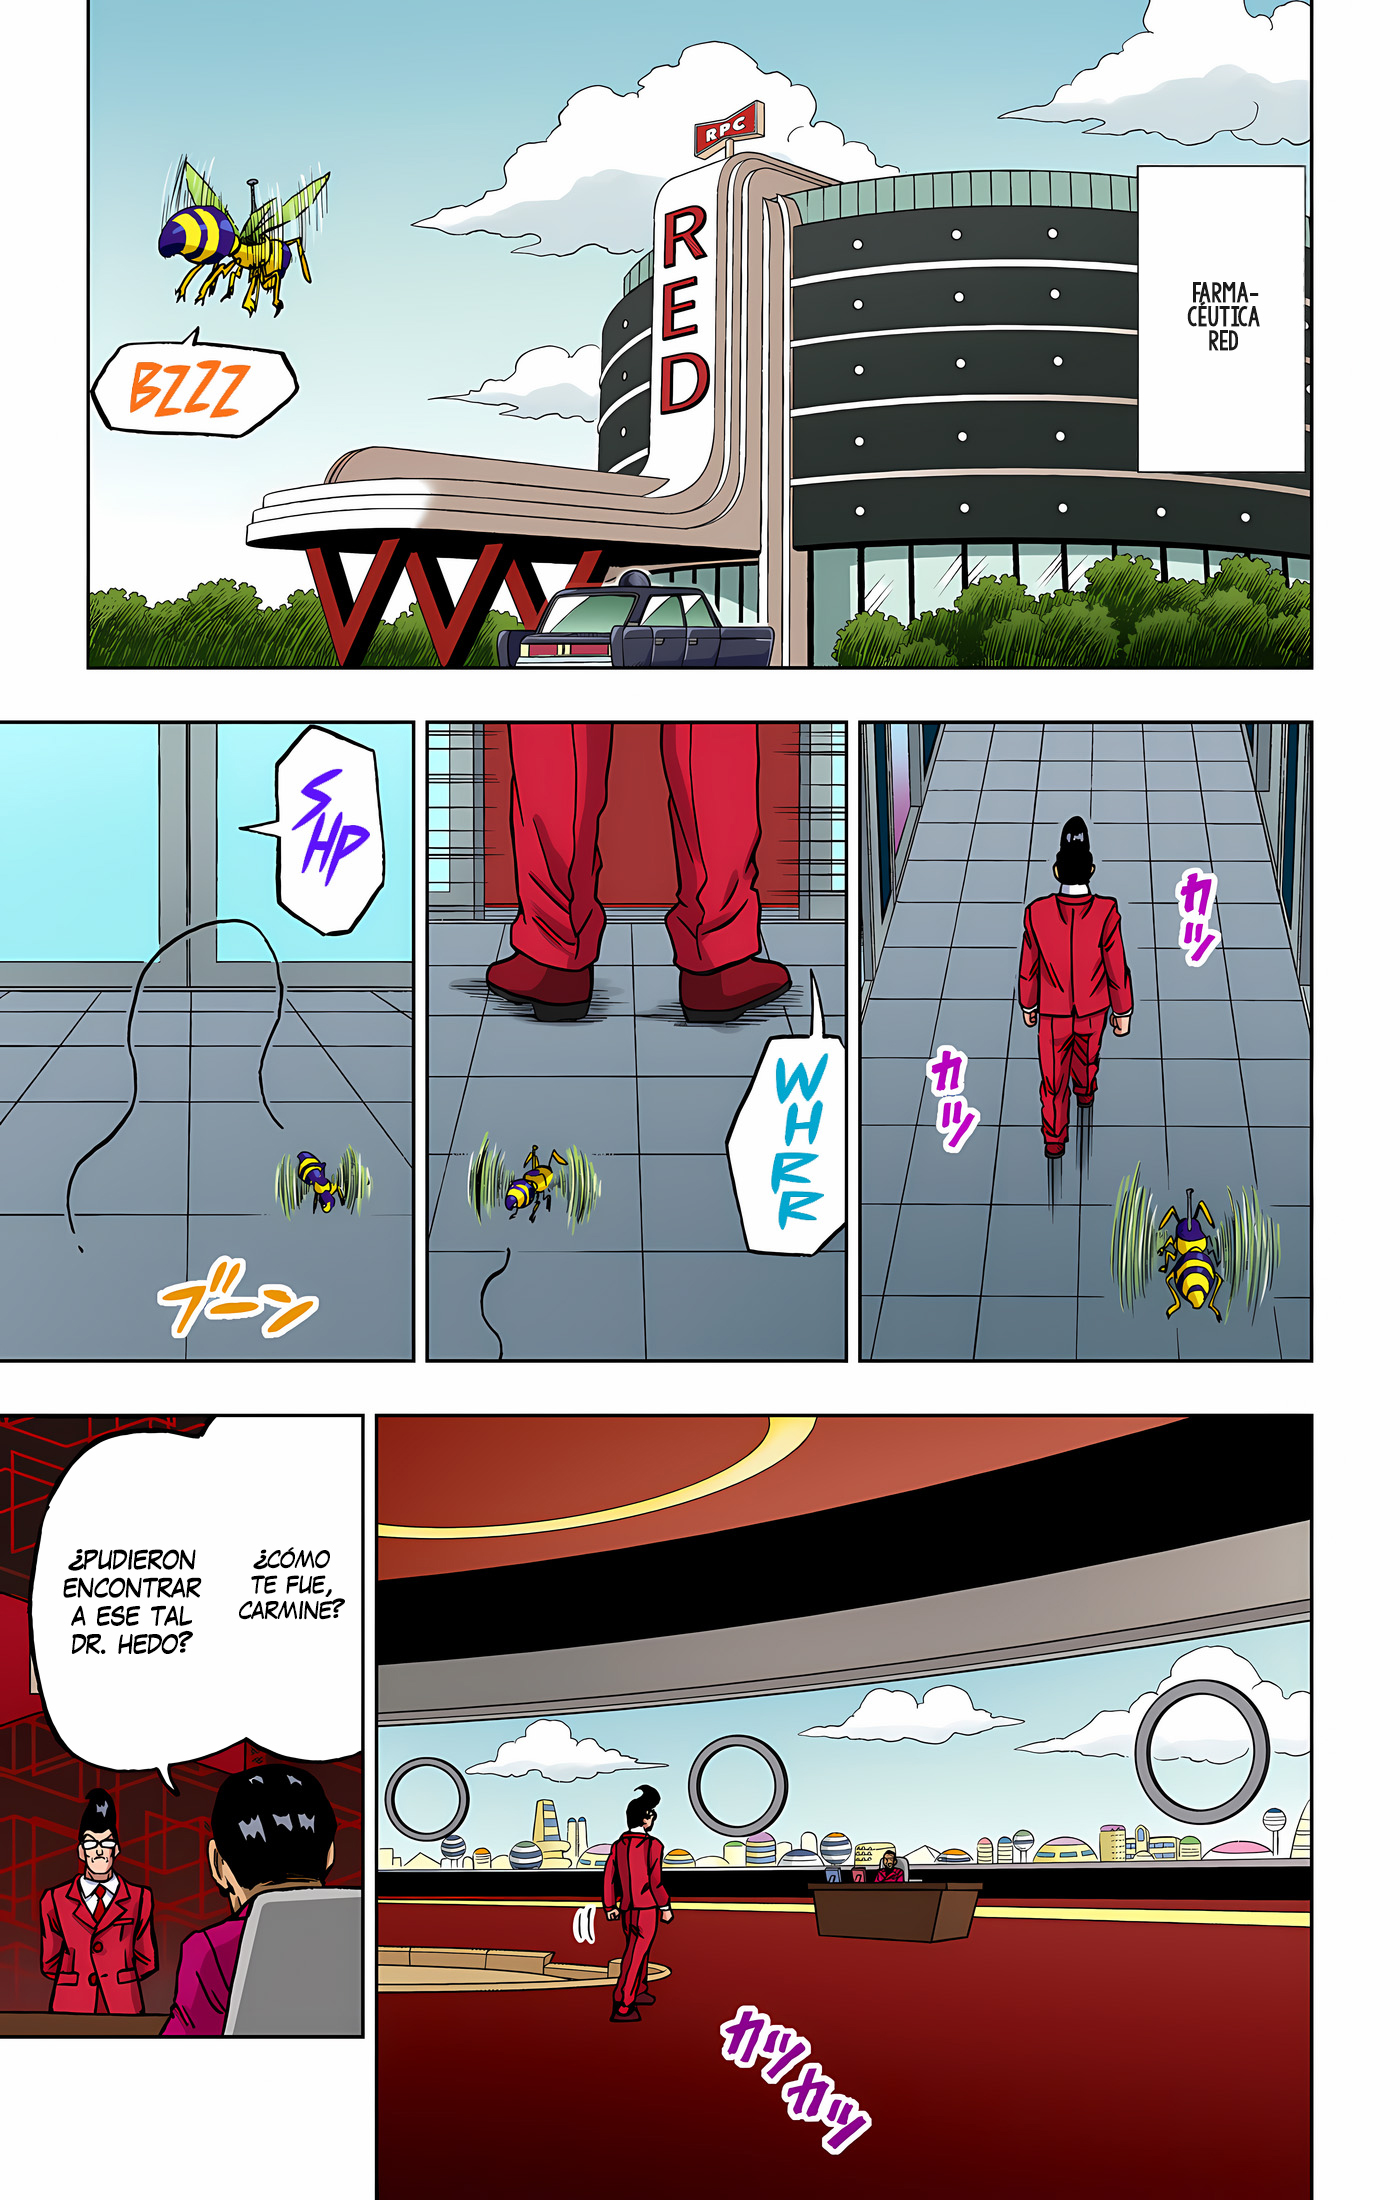 RPC
RED
FARMA-
CÉUTICA
RED
BZZZ
カッ
カッ
WHRR
SHP
ブーン
カッカッ
¿CÓMO
TE FUE,
CARMINE?
¿PUDIERON
ENCONTRAR
A ESE TAL
DR. HEDO?